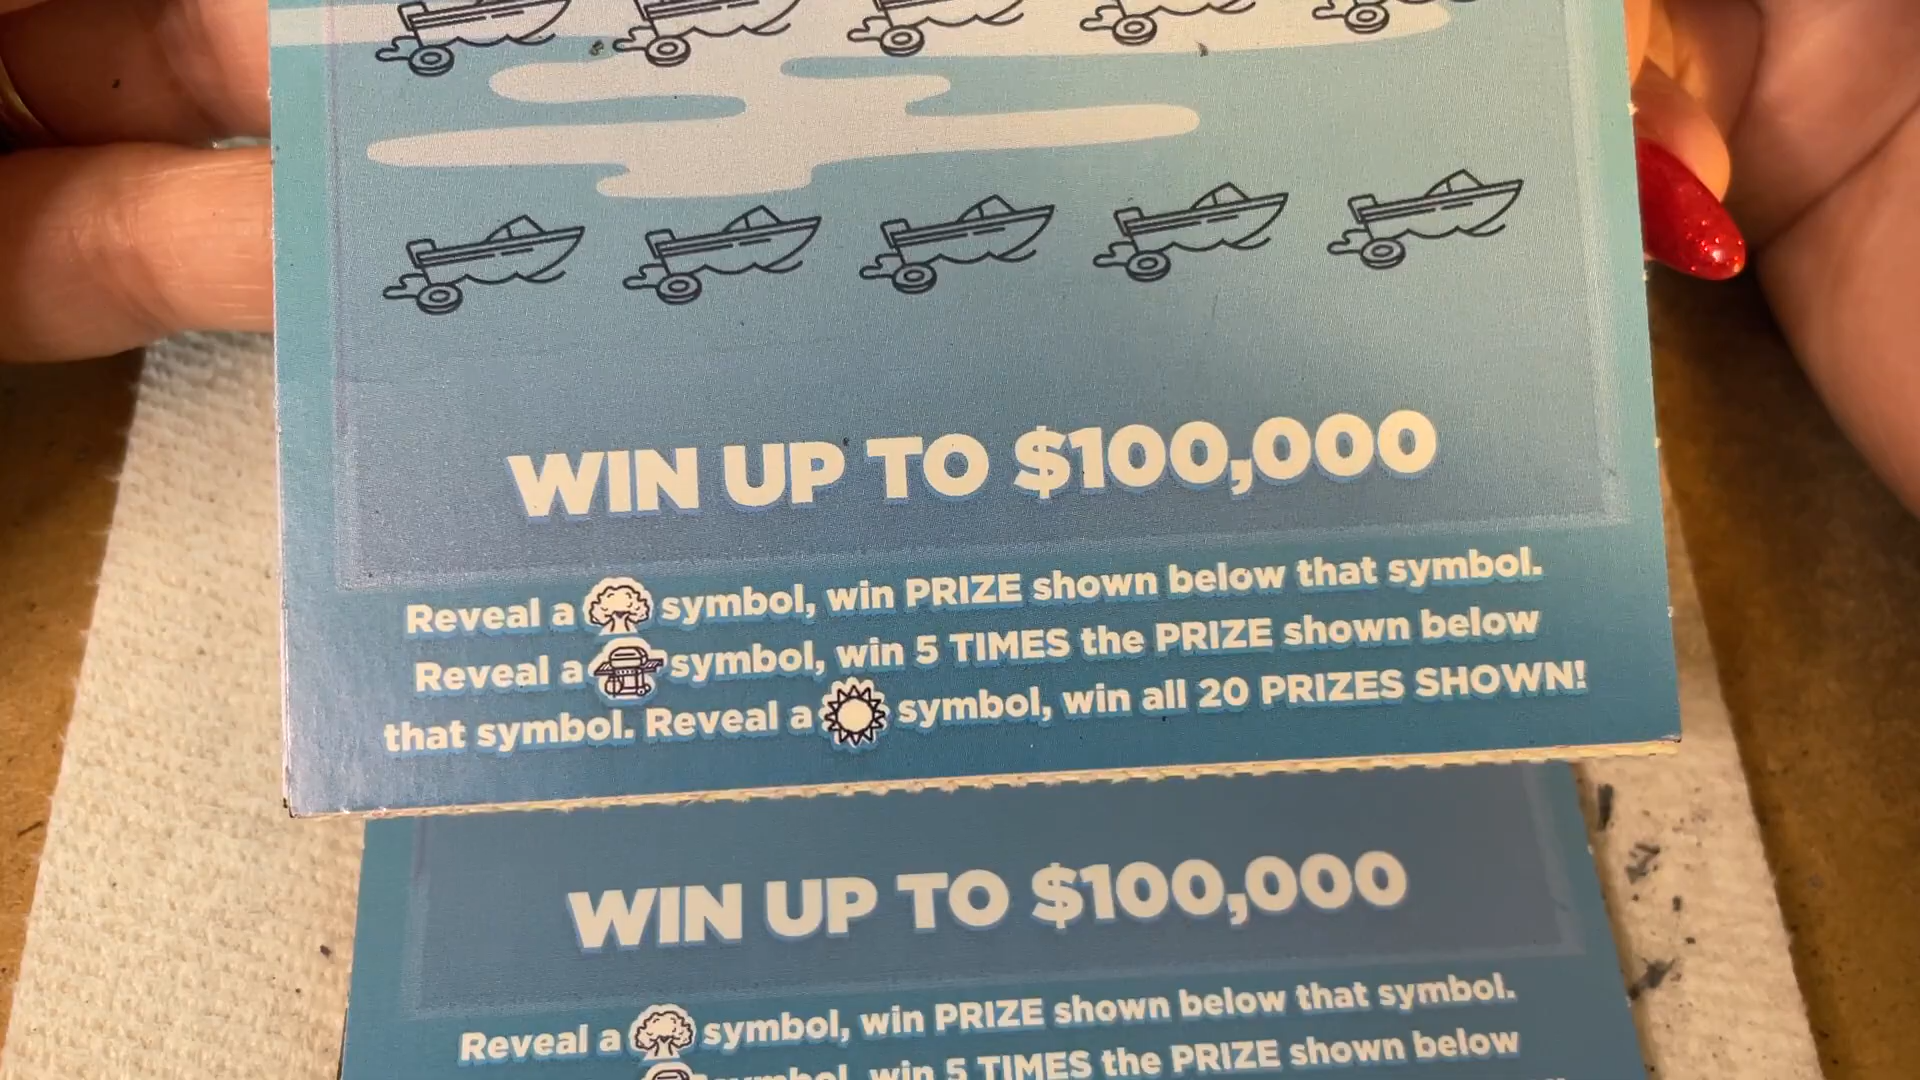 WIN UP TO $100,000
Reveal a symbol, win PRIZE shown below that symbol.
Reveal a symbol, win 5 TIMES the PRIZE shown below
that symbol. Reveal a symbol, win all 20 PRIZES SHOWN!
WIN UP TO $100,000
Reveal a symbol, win PRIZE shown below that symbol.
symbol, win 5 TIMES the PRIZE shown below